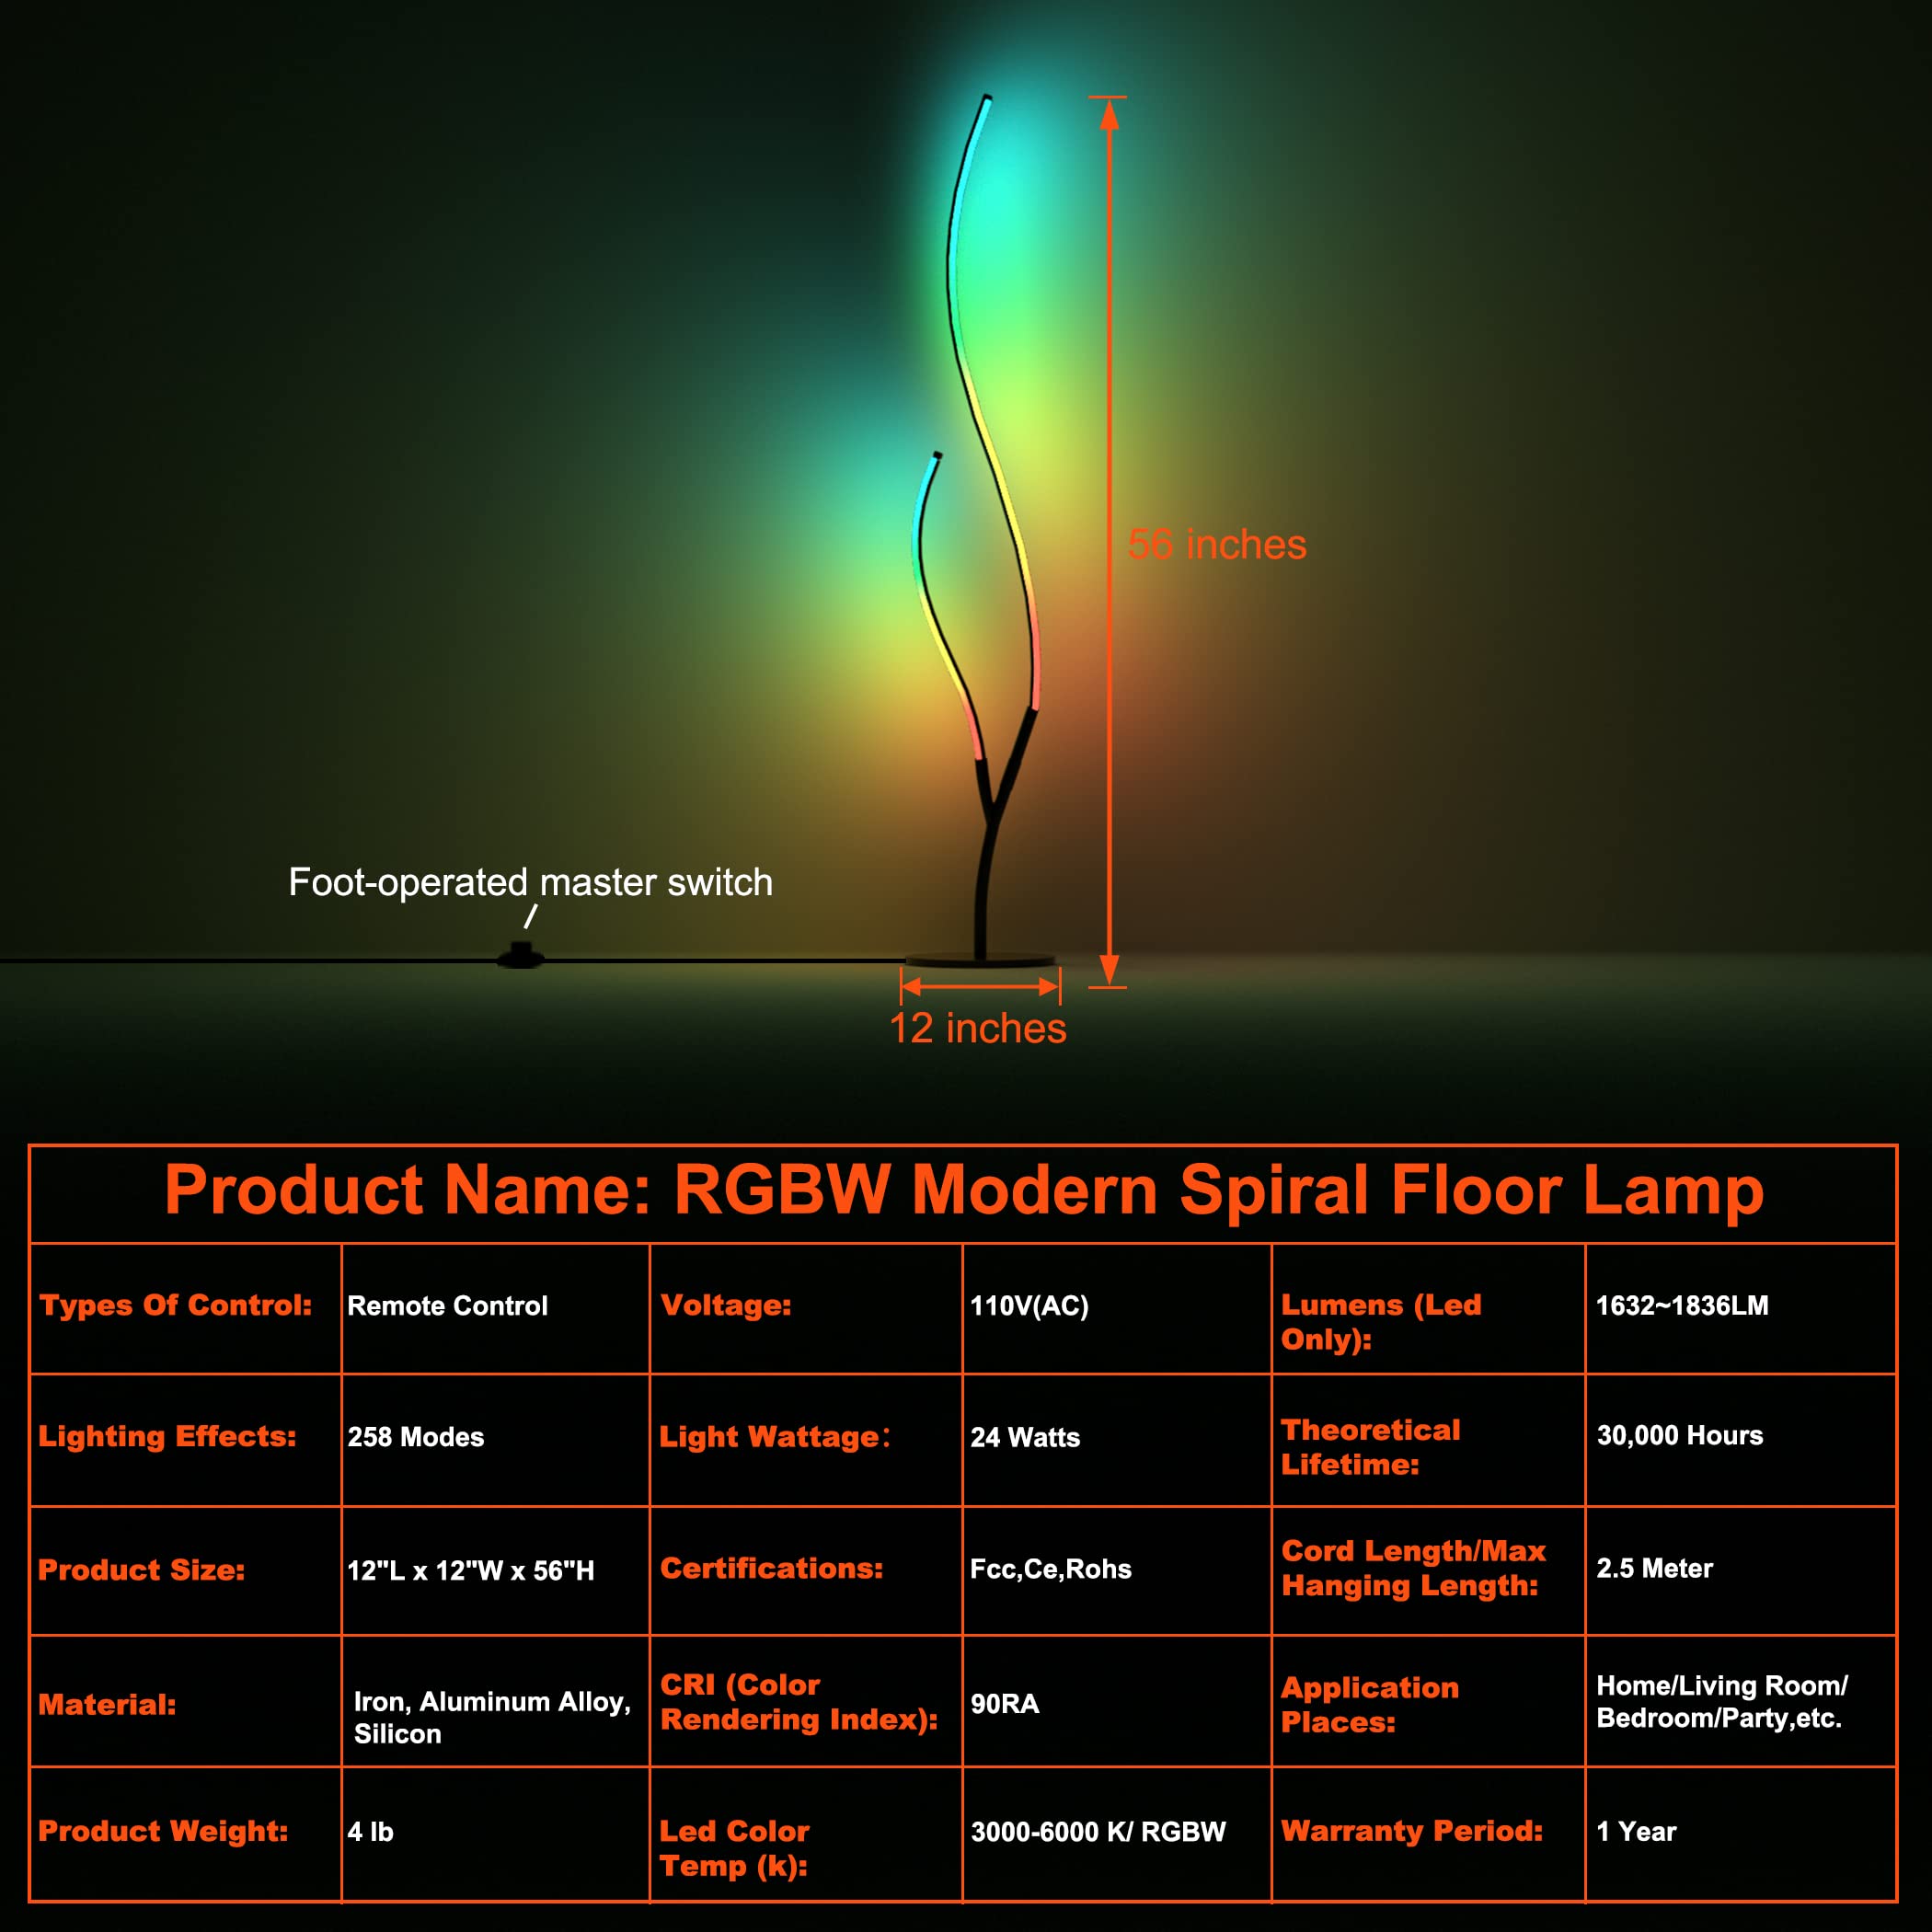 56 inches
Foot-operated master switch
12 inches
Product Name: RGBW Modern Spiral Floor Lamp
Types Of Control:
Remote Control
Voltage:
110V(AC)
Lumens (Led
Only):
1632~1836LM
Lighting Effects:
258 Modes
Light Wattage：
24 Watts
Theoretical
Lifetime:
30,000 Hours
Product Size:
12"L x 12"W x 56"H
Certifications:
Fcc,Ce,Rohs
Cord Length/Max
Hanging Length:
2.5 Meter
Material:
Iron, Aluminum Alloy,
Silicon
CRI (Color
Rendering Index):
90RA
Application
Places:
Home/Living Room/
Bedroom/Party,etc.
Product Weight:
4 lb
Led Color
Temp (k):
3000-6000 K/ RGBW
Warranty Period:
1 Year